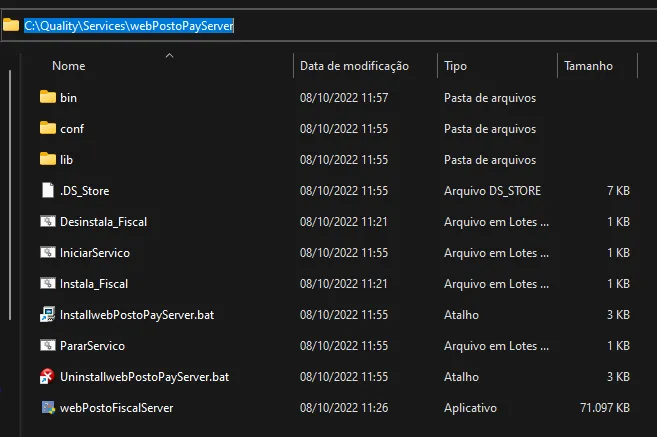 C:\Quality\Services\webPostoPayServer
Nome Data de modificação Tipo Tamanho
bin 08/10/2022 11:57 Pasta de arquivos
conf 08/10/2022 11:55 Pasta de arquivos
lib 08/10/2022 11:55 Pasta de arquivos
.DS_Store 08/10/2022 11:55 Arquivo DS_STORE 7 KB
Desinstala_Fiscal 08/10/2022 11:21 Arquivo em Lotes ... 1 KB
IniciarServico 08/10/2022 11:55 Arquivo em Lotes ... 1 KB
Instala_Fiscal 08/10/2022 11:21 Arquivo em Lotes ... 1 KB
InstallwebPostoPayServer.bat 08/10/2022 11:55 Atalho 3 KB
PararServico 08/10/2022 11:55 Arquivo em Lotes ... 1 KB
UninstallwebPostoPayServer.bat 08/10/2022 11:55 Atalho 3 KB
webPostoFiscalServer 08/10/2022 11:26 Aplicativo 71.097 KB